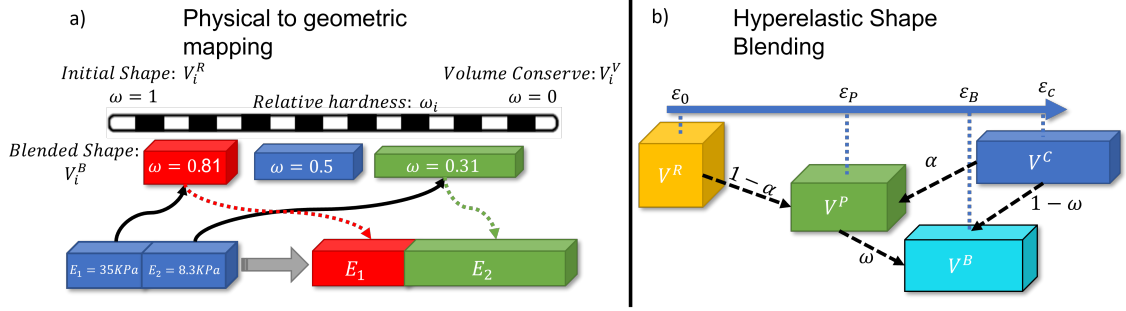 a) Physical to geometric
mapping
Initial Shape: V_i^R
Volume Conserve: V_i^V
ω = 1
Relative hardness: ω_i
ω = 0
Blended Shape:
V_i^B
ω = 0.81
ω = 0.5
ω = 0.31
E_1 = 35KPa
E_2 = 8.3KPa
E_1
E_2
b) Hyperelastic Shape
Blending
ε_0
ε_P
ε_B
ε_C
V^R
V^C
α
1 − α
V^P
1 − ω
ω
V^B